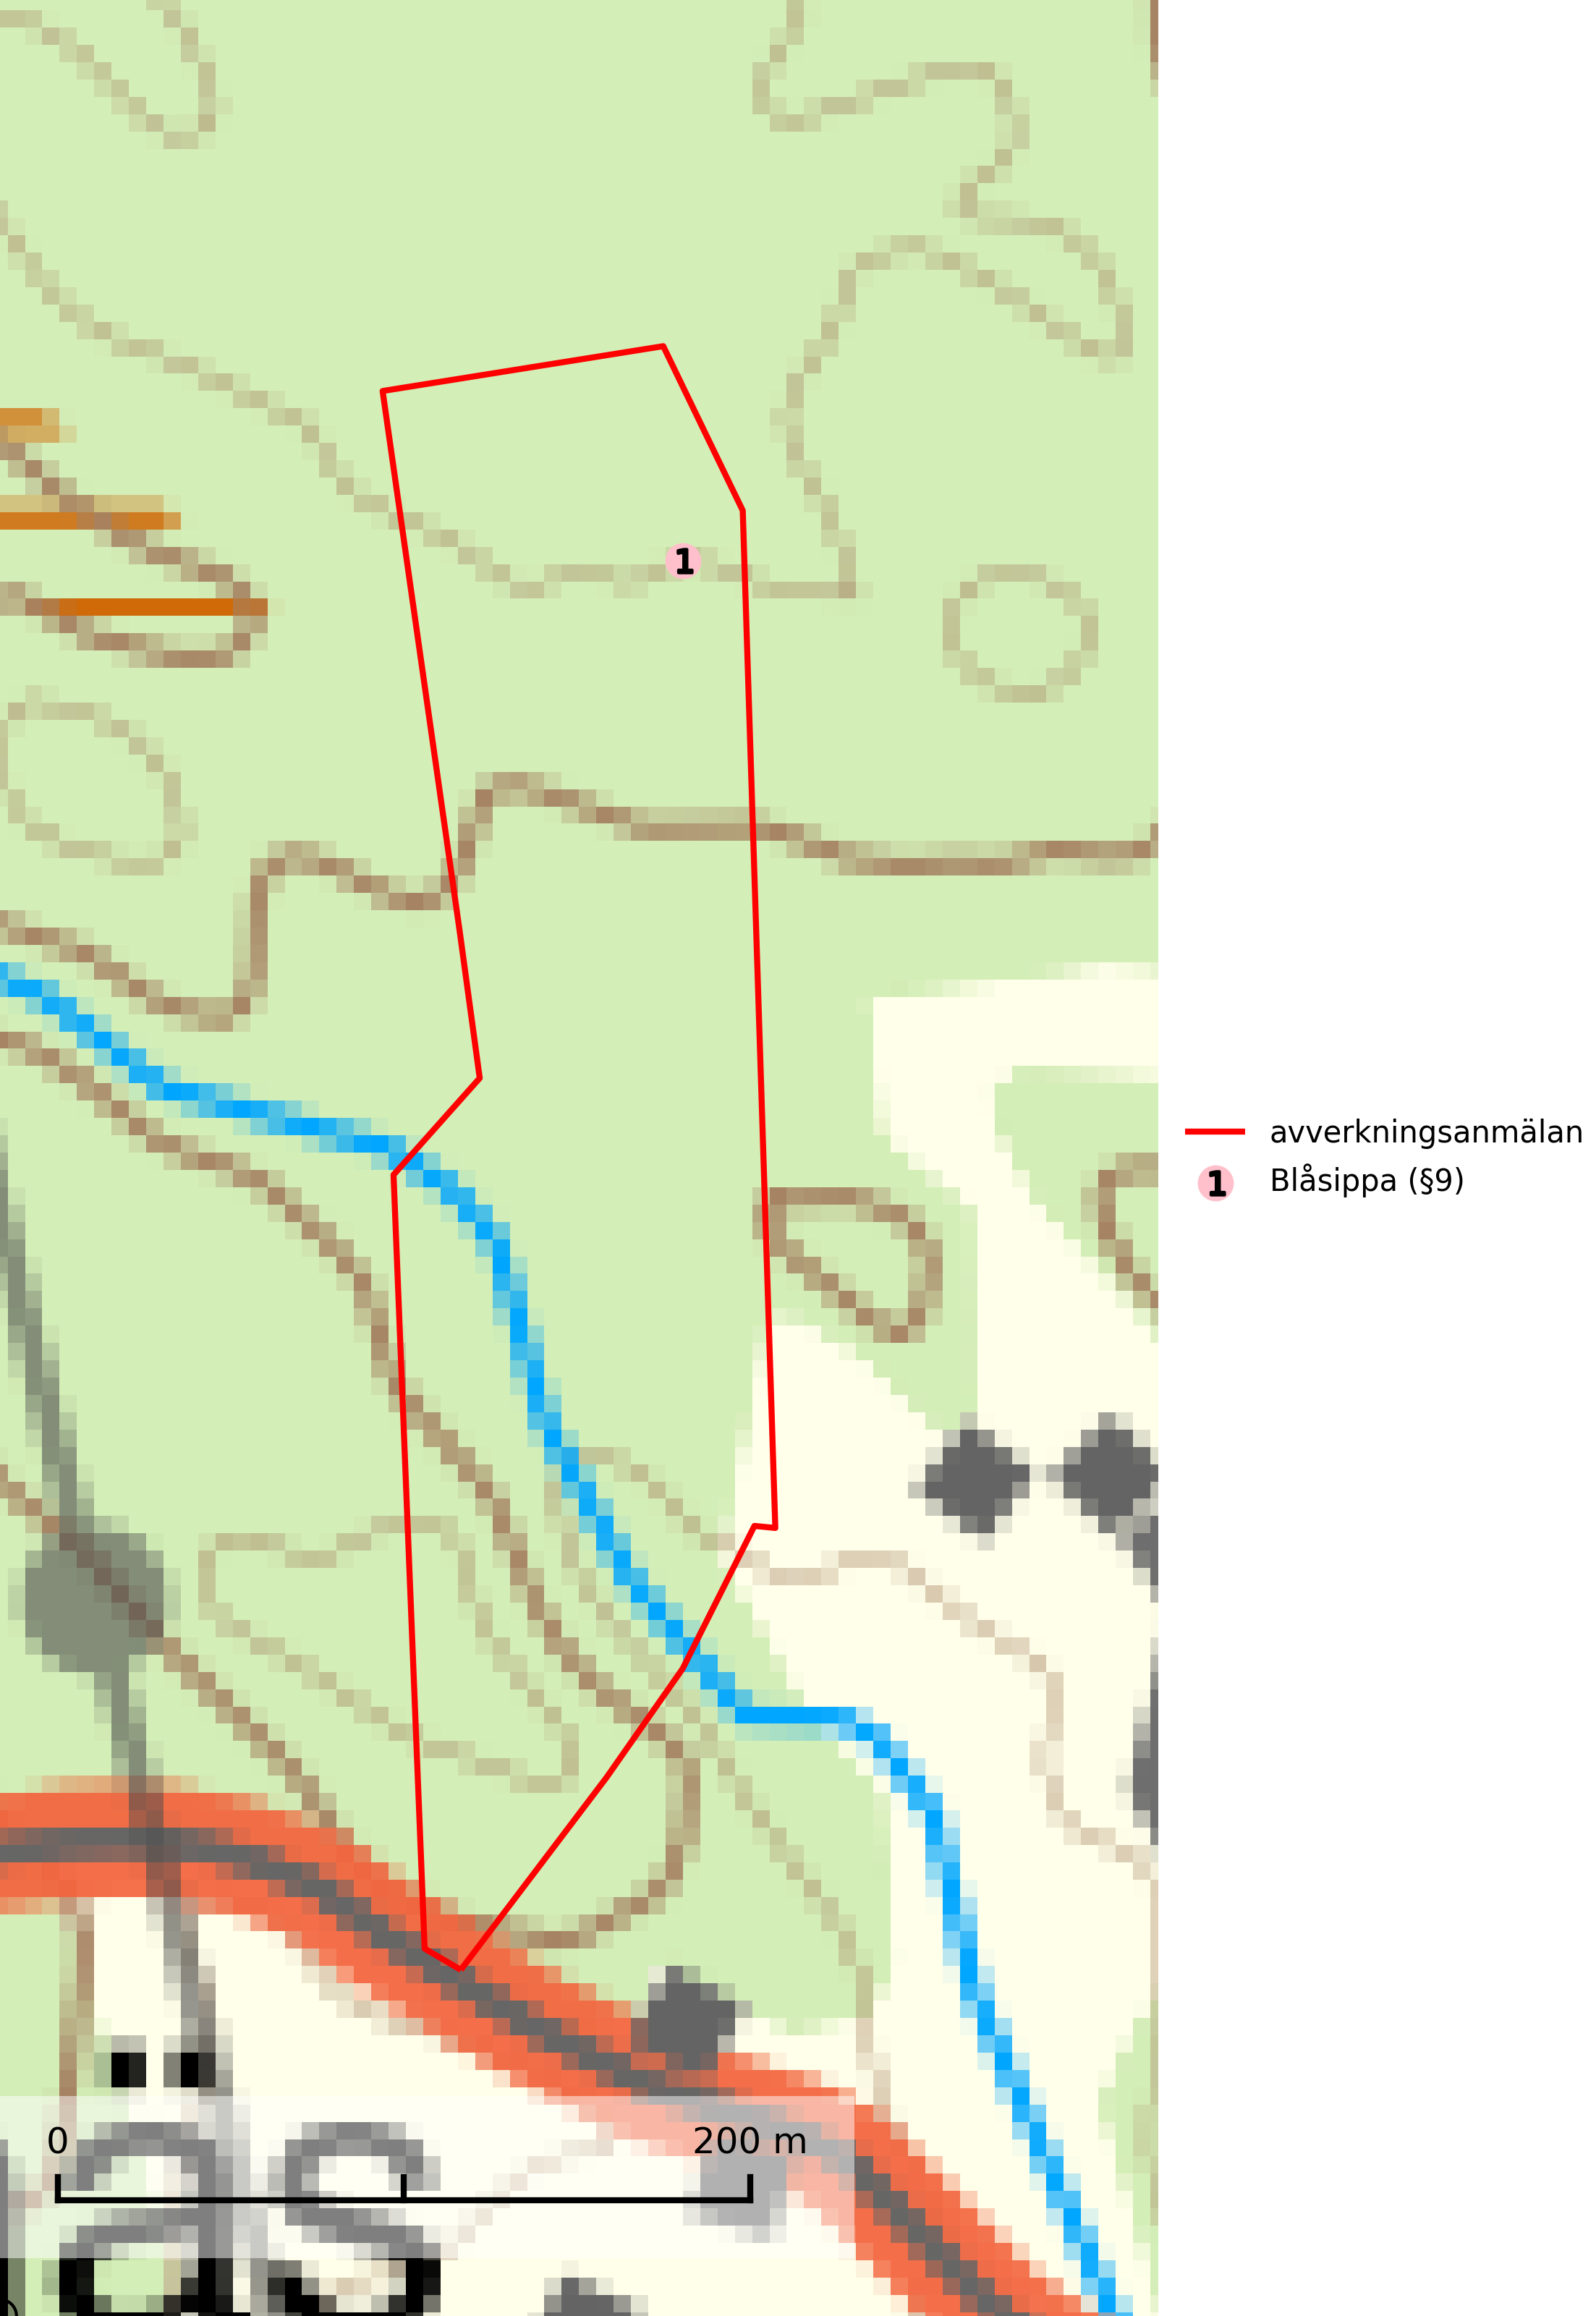 1
avverkningsanmälan
1 Blåsippa (§9)
0 200 m